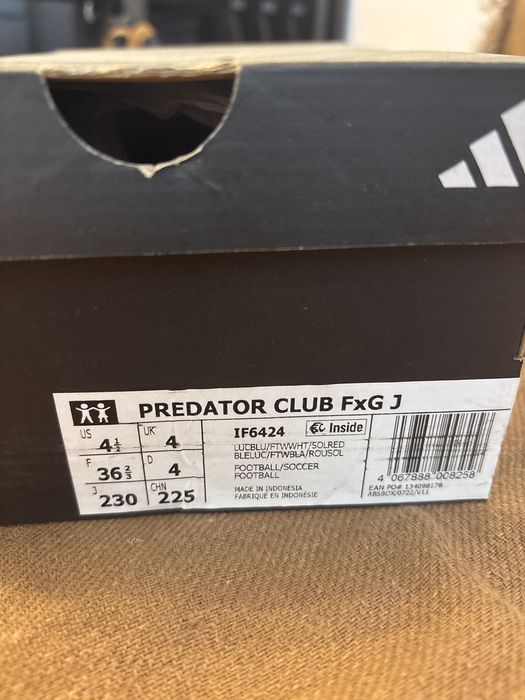 PREDATOR CLUB FxG J
US 4½ UK 4
F 36⅔ D 4
J 230 CHN 225
IF6424 Inside
LUCBLU/FTWWHT/SOLRED
BLELUC/FTWBLA/ROUSOL
FOOTBALL/SOCCER
FOOTBALL
MADE IN INDONESIA
FABRIQUÉ EN INDONÉSIE
4 067888 008258
EAN PO# 134098178
ABSBOX/0722/V11